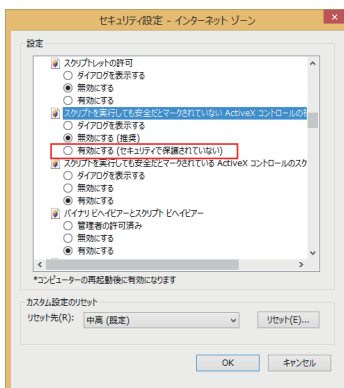 セキュリティ設定 - インターネット ゾーン
設定
スクリプトレットの許可
ダイアログを表示する
無効にする
有効にする
スクリプトを実行しても安全だとマークされていない ActiveX コントロールの
ダイアログを表示する
無効にする (推奨)
有効にする (セキュリティで保護されていない)
スクリプトを実行しても安全だとマークされている ActiveX コントロールのスク
ダイアログを表示する
無効にする
有効にする
バイナリ ビヘイビアーとスクリプト ビヘイビアー
管理者の許可済み
無効にする
有効にする
*コンピューターの再起動後に有効になります
カスタム設定のリセット
リセット先(R): 中高 (既定) リセット(E)...
OK キャンセル